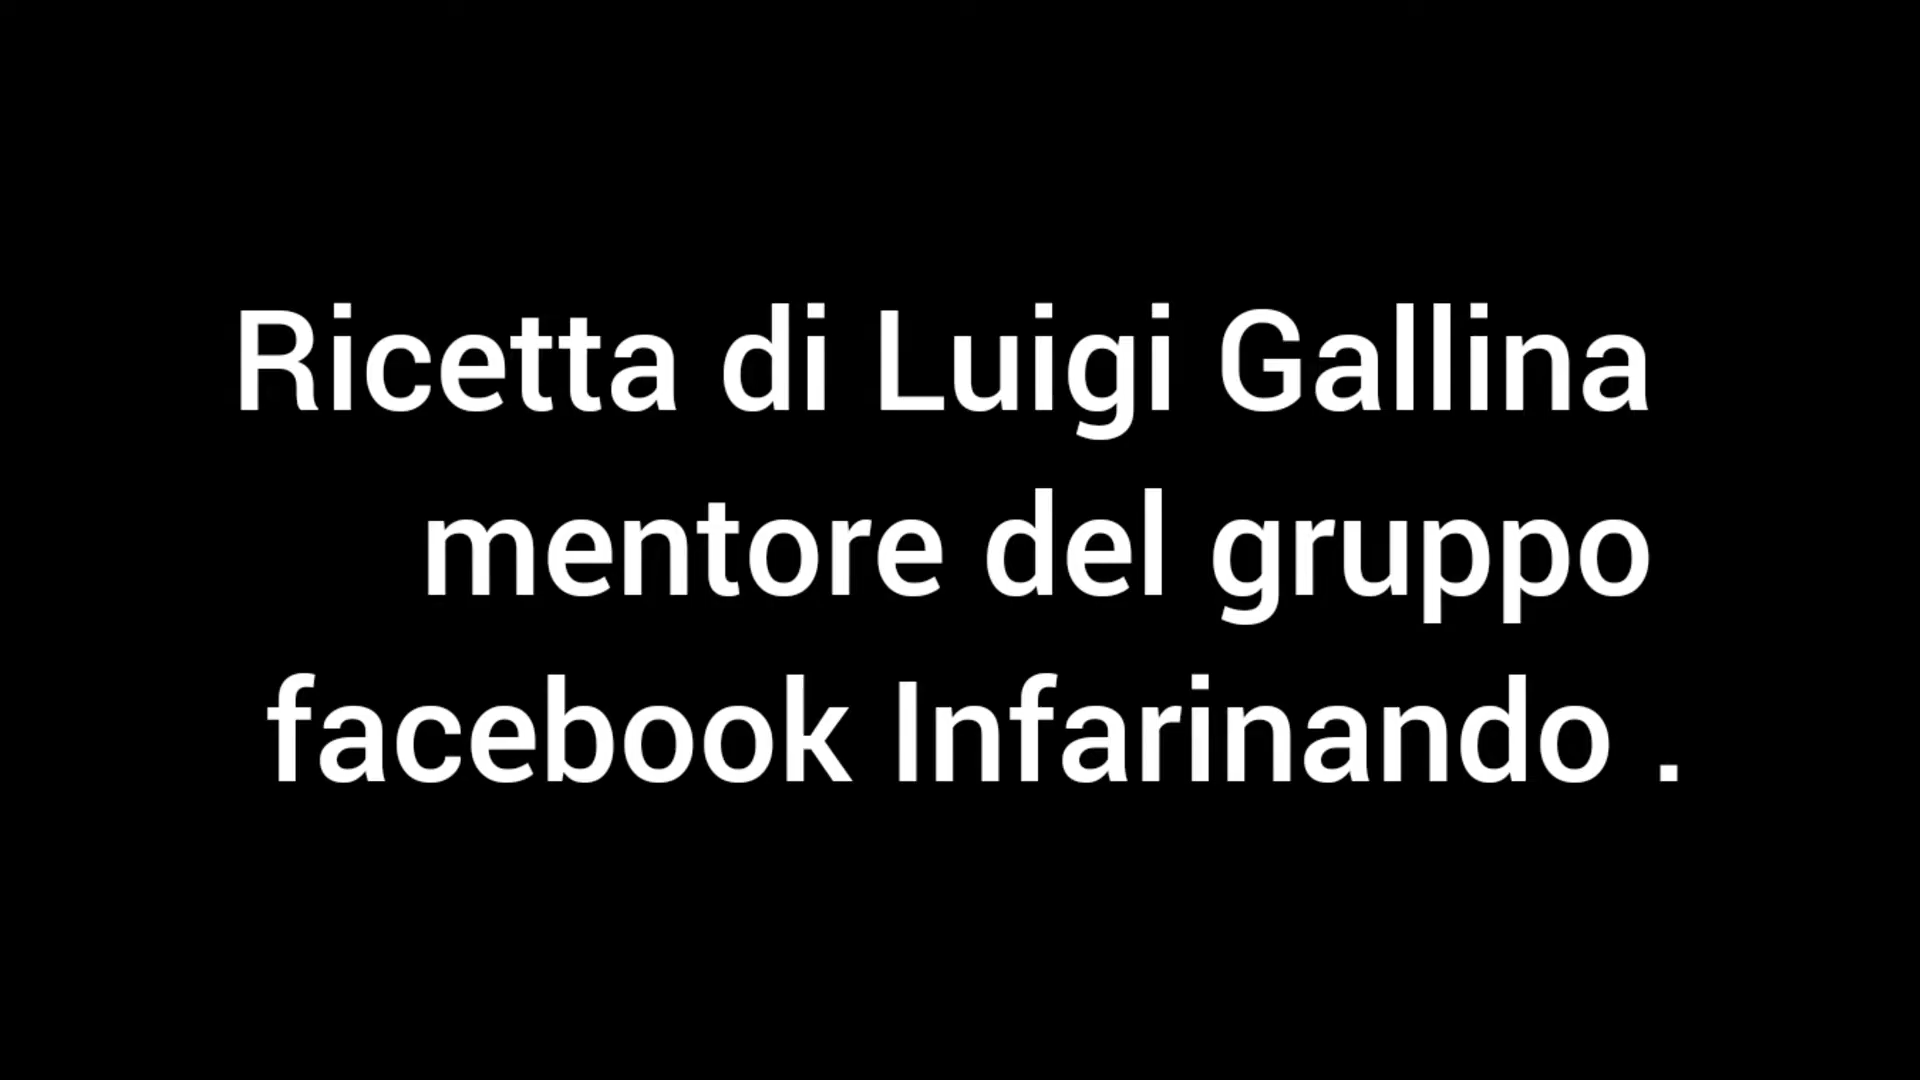 Ricetta di Luigi Gallina
mentore del gruppo
facebook Infarinando .